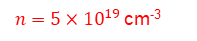 n = 5 × 10¹⁹ cm⁻³